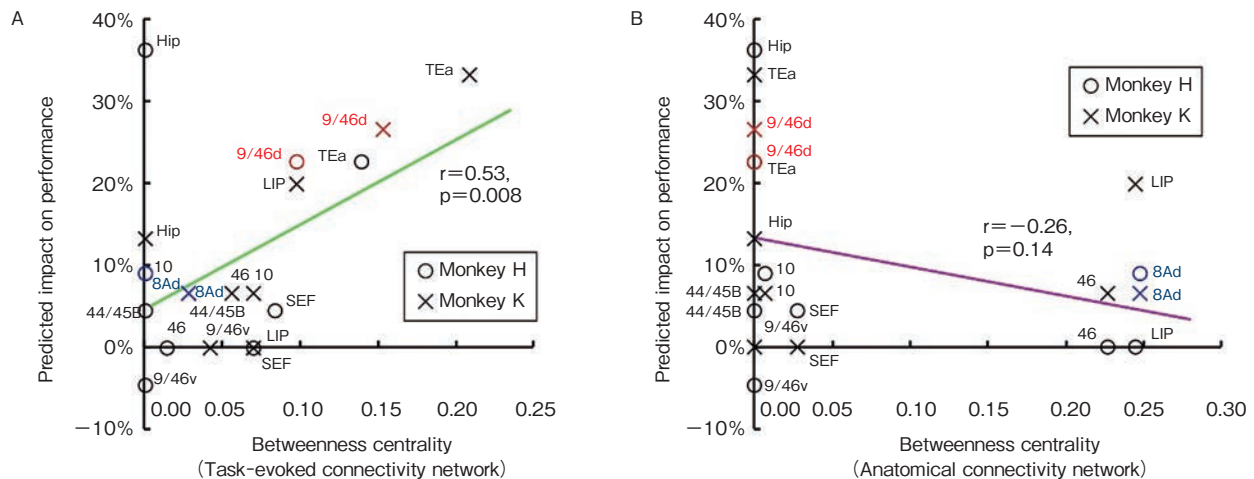 A
40%
30%
20%
10%
0%
−10%
Predicted impact on performance
Hip
TEa
9/46d
9/46d
TEa
LIP
r=0.53,
p=0.008
Hip
10
8Ad
8Ad
46 10
44/45B
44/45B
SEF
46
9/46v
LIP
SEF
9/46v
Monkey H
Monkey K
0.00 0.05 0.10 0.15 0.20 0.25
Betweenness centrality
(Task-evoked connectivity network)
B
40%
30%
20%
10%
0%
−10%
Predicted impact on performance
Hip
TEa
Monkey H
Monkey K
9/46d
9/46d
TEa
LIP
Hip
r=−0.26,
p=0.14
10
8Ad
46
8Ad
10
44/45B
SEF
9/46v
46
LIP
SEF
9/46v
0.00 0.05 0.10 0.15 0.20 0.25 0.30
Betweenness centrality
(Anatomical connectivity network)